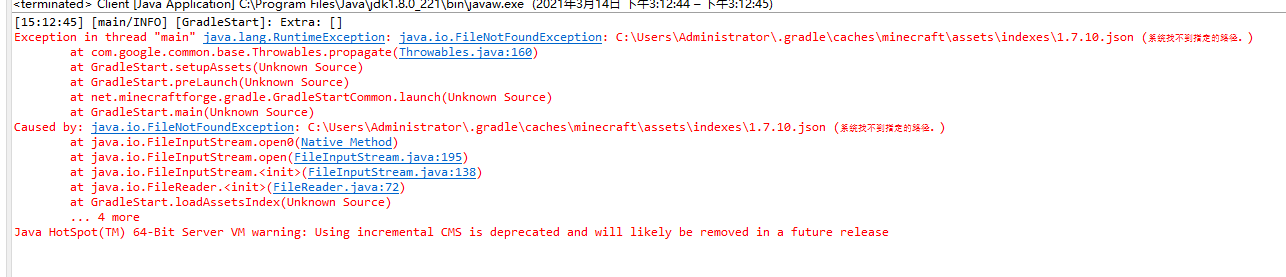 <terminated> Client [Java Application] C:\Program Files\Java\jdk1.8.0_221\bin\javaw.exe (2021年3月14日 下午3:12:44 – 下午3:12:45)
[15:12:45] [main/INFO] [GradleStart]: Extra: []
Exception in thread "main" java.lang.RuntimeException: java.io.FileNotFoundException: C:\Users\Administrator\.gradle\caches\minecraft\assets\indexes\1.7.10.json (系统找不到指定的路径。)
at com.google.common.base.Throwables.propagate(Throwables.java:160)
at GradleStart.setupAssets(Unknown Source)
at GradleStart.preLaunch(Unknown Source)
at net.minecraftforge.gradle.GradleStartCommon.launch(Unknown Source)
at GradleStart.main(Unknown Source)
Caused by: java.io.FileNotFoundException: C:\Users\Administrator\.gradle\caches\minecraft\assets\indexes\1.7.10.json (系统找不到指定的路径。)
at java.io.FileInputStream.open0(Native Method)
at java.io.FileInputStream.open(FileInputStream.java:195)
at java.io.FileInputStream.<init>(FileInputStream.java:138)
at java.io.FileReader.<init>(FileReader.java:72)
at GradleStart.loadAssetsIndex(Unknown Source)
... 4 more
Java HotSpot(TM) 64-Bit Server VM warning: Using incremental CMS is deprecated and will likely be removed in a future release